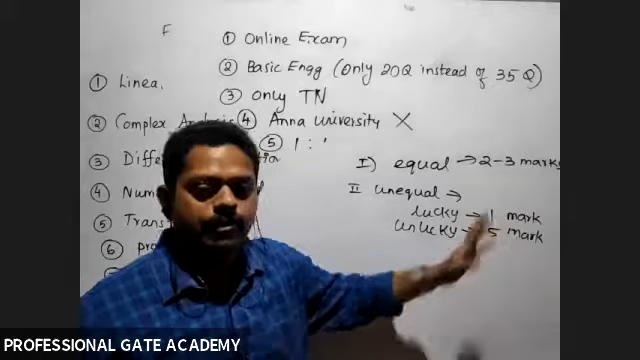 F
① Online Exam
② Basic Engg (only 20Q instead of 35Q)
③ only TN
④ Anna University X
⑤ 1 :
① Linea
② Complex
③ Diffe
④ Num
⑤ Trans
⑥ pro
I) equal → 2-3 marks
II unequal →
lucky → 1 mark
unlucky → 5 mark
PROFESSIONAL GATE ACADEMY